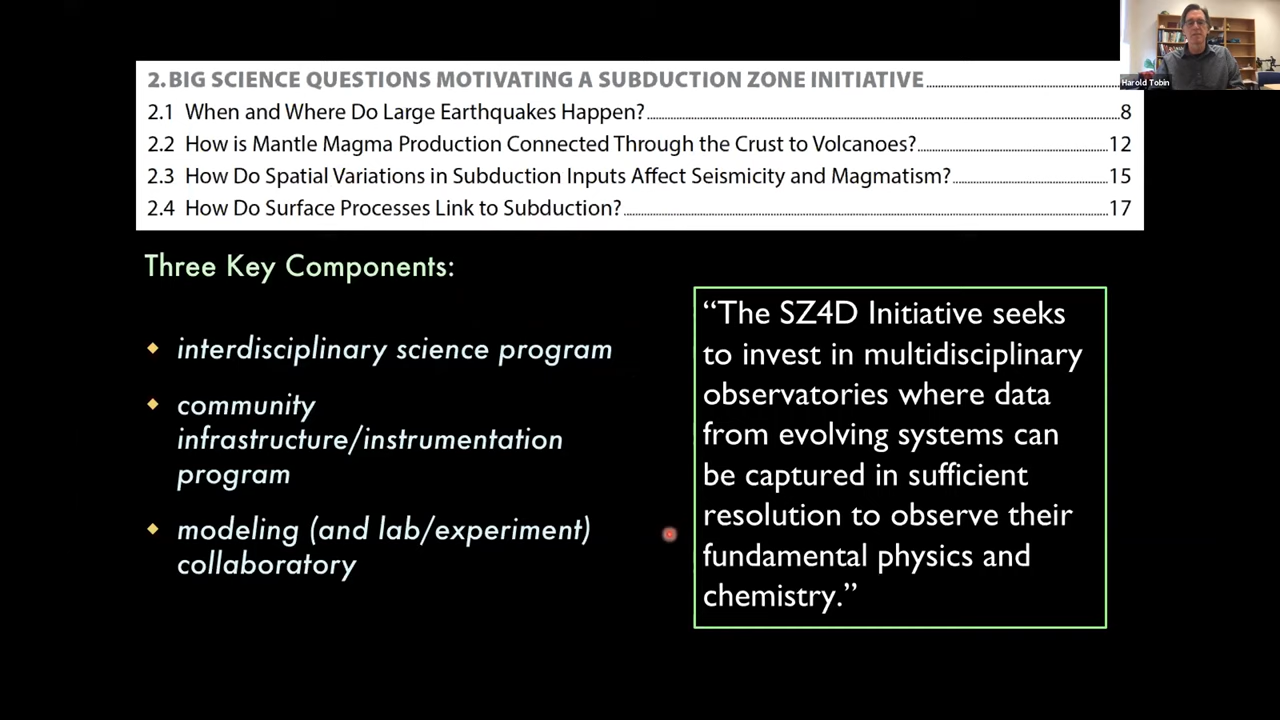 2. BIG SCIENCE QUESTIONS MOTIVATING A SUBDUCTION ZONE INITIATIVE
2.1 When and Where Do Large Earthquakes Happen? 8
2.2 How is Mantle Magma Production Connected Through the Crust to Volcanoes? 12
2.3 How Do Spatial Variations in Subduction Inputs Affect Seismicity and Magmatism? 15
2.4 How Do Surface Processes Link to Subduction? 17
Harold Tobin
Three Key Components:
interdisciplinary science program
community
infrastructure/instrumentation
program
modeling (and lab/experiment)
collaboratory
“The SZ4D Initiative seeks
to invest in multidisciplinary
observatories where data
from evolving systems can
be captured in sufficient
resolution to observe their
fundamental physics and
chemistry.”